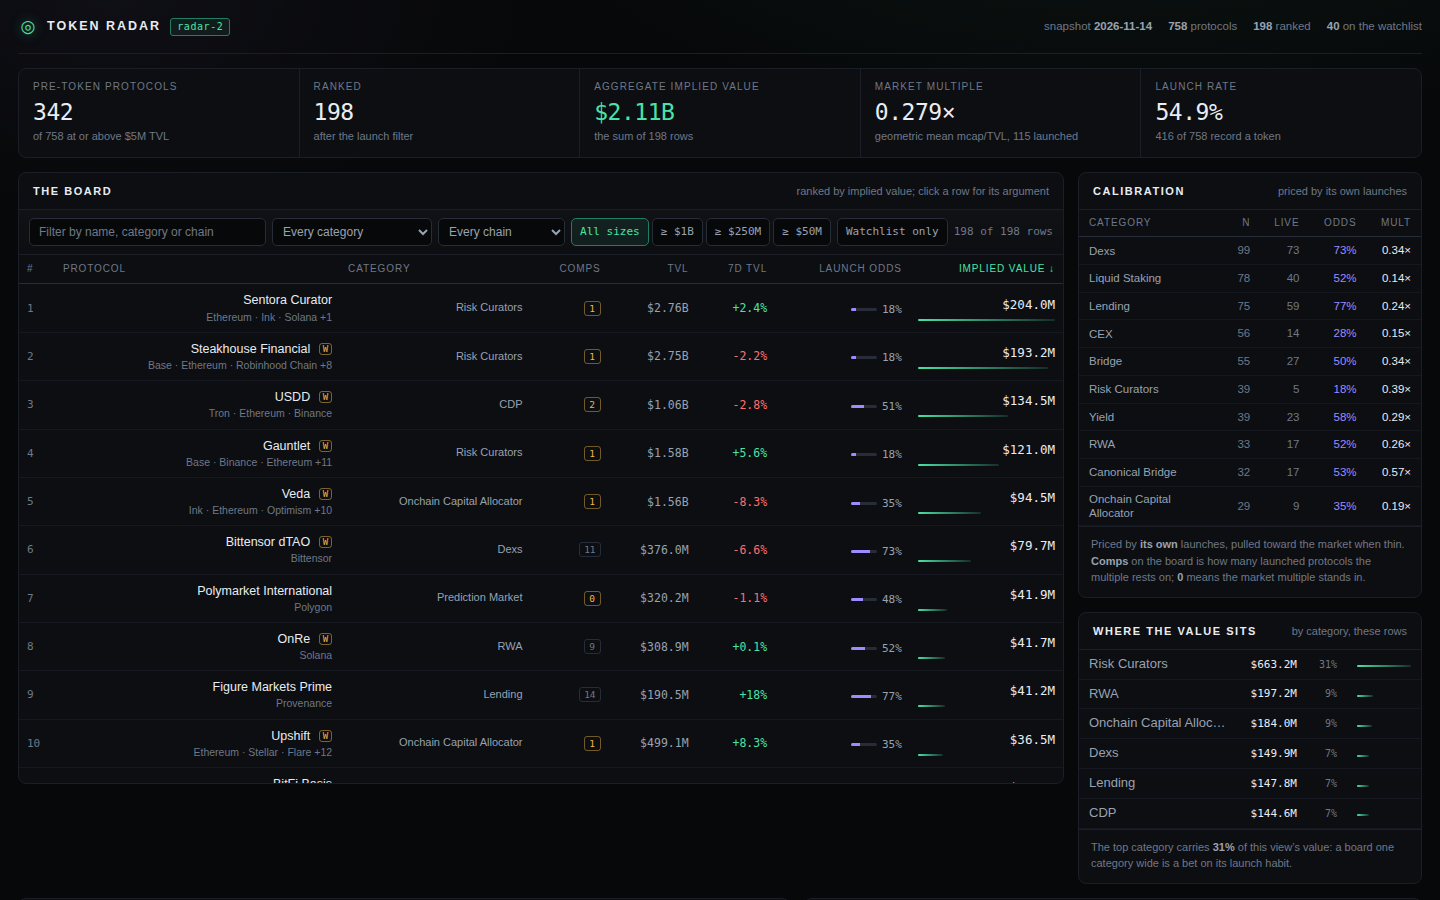 TOKEN RADAR radar-2
snapshot 2026-11-14 758 protocols 198 ranked 40 on the watchlist
PRE-TOKEN PROTOCOLS
342
of 758 at or above $5M TVL
RANKED
198
after the launch filter
AGGREGATE IMPLIED VALUE
$2.11B
the sum of 198 rows
MARKET MULTIPLE
0.279×
geometric mean mcap/TVL, 115 launched
LAUNCH RATE
54.9%
416 of 758 record a token
THE BOARD
ranked by implied value; click a row for its argument
Filter by name, category or chain Every category Every chain All sizes ≥ $1B ≥ $250M ≥ $50M Watchlist only 198 of 198 rows
# PROTOCOL CATEGORY COMPS TVL 7D TVL LAUNCH ODDS IMPLIED VALUE ↓
1 Sentora Curator Risk Curators 1 $2.76B +2.4% 18% $204.0M
Ethereum · Ink · Solana +1
2 Steakhouse Financial W Risk Curators 1 $2.75B -2.2% 18% $193.2M
Base · Ethereum · Robinhood Chain +8
3 USDD W CDP 2 $1.06B -2.8% 51% $134.5M
Tron · Ethereum · Binance
4 Gauntlet W Risk Curators 1 $1.58B +5.6% 18% $121.0M
Base · Binance · Ethereum +11
5 Veda W Onchain Capital Allocator 1 $1.56B -8.3% 35% $94.5M
Ink · Ethereum · Optimism +10
6 Bittensor dTAO W Dexs 11 $376.0M -6.6% 73% $79.7M
Bittensor
7 Polymarket International Prediction Market 0 $320.2M -1.1% 48% $41.9M
Polygon
8 OnRe W RWA 9 $308.9M +0.1% 52% $41.7M
Solana
9 Figure Markets Prime Lending 14 $190.5M +18% 77% $41.2M
Provenance
10 Upshift W Onchain Capital Allocator 1 $499.1M +8.3% 35% $36.5M
Ethereum · Stellar · Flare +12
BitFi Basis
CALIBRATION
priced by its own launches
CATEGORY N LIVE ODDS MULT
Dexs 99 73 73% 0.34×
Liquid Staking 78 40 52% 0.14×
Lending 75 59 77% 0.24×
CEX 56 14 28% 0.15×
Bridge 55 27 50% 0.34×
Risk Curators 39 5 18% 0.39×
Yield 39 23 58% 0.29×
RWA 33 17 52% 0.26×
Canonical Bridge 32 17 53% 0.57×
Onchain Capital Allocator 29 9 35% 0.19×
Priced by its own launches, pulled toward the market when thin.
Comps on the board is how many launched protocols the
multiple rests on; 0 means the market multiple stands in.
WHERE THE VALUE SITS
by category, these rows
Risk Curators $663.2M 31%
RWA $197.2M 9%
Onchain Capital Alloc… $184.0M 9%
Dexs $149.9M 7%
Lending $147.8M 7%
CDP $144.6M 7%
The top category carries 31% of this view's value: a board one
category wide is a bet on its launch habit.